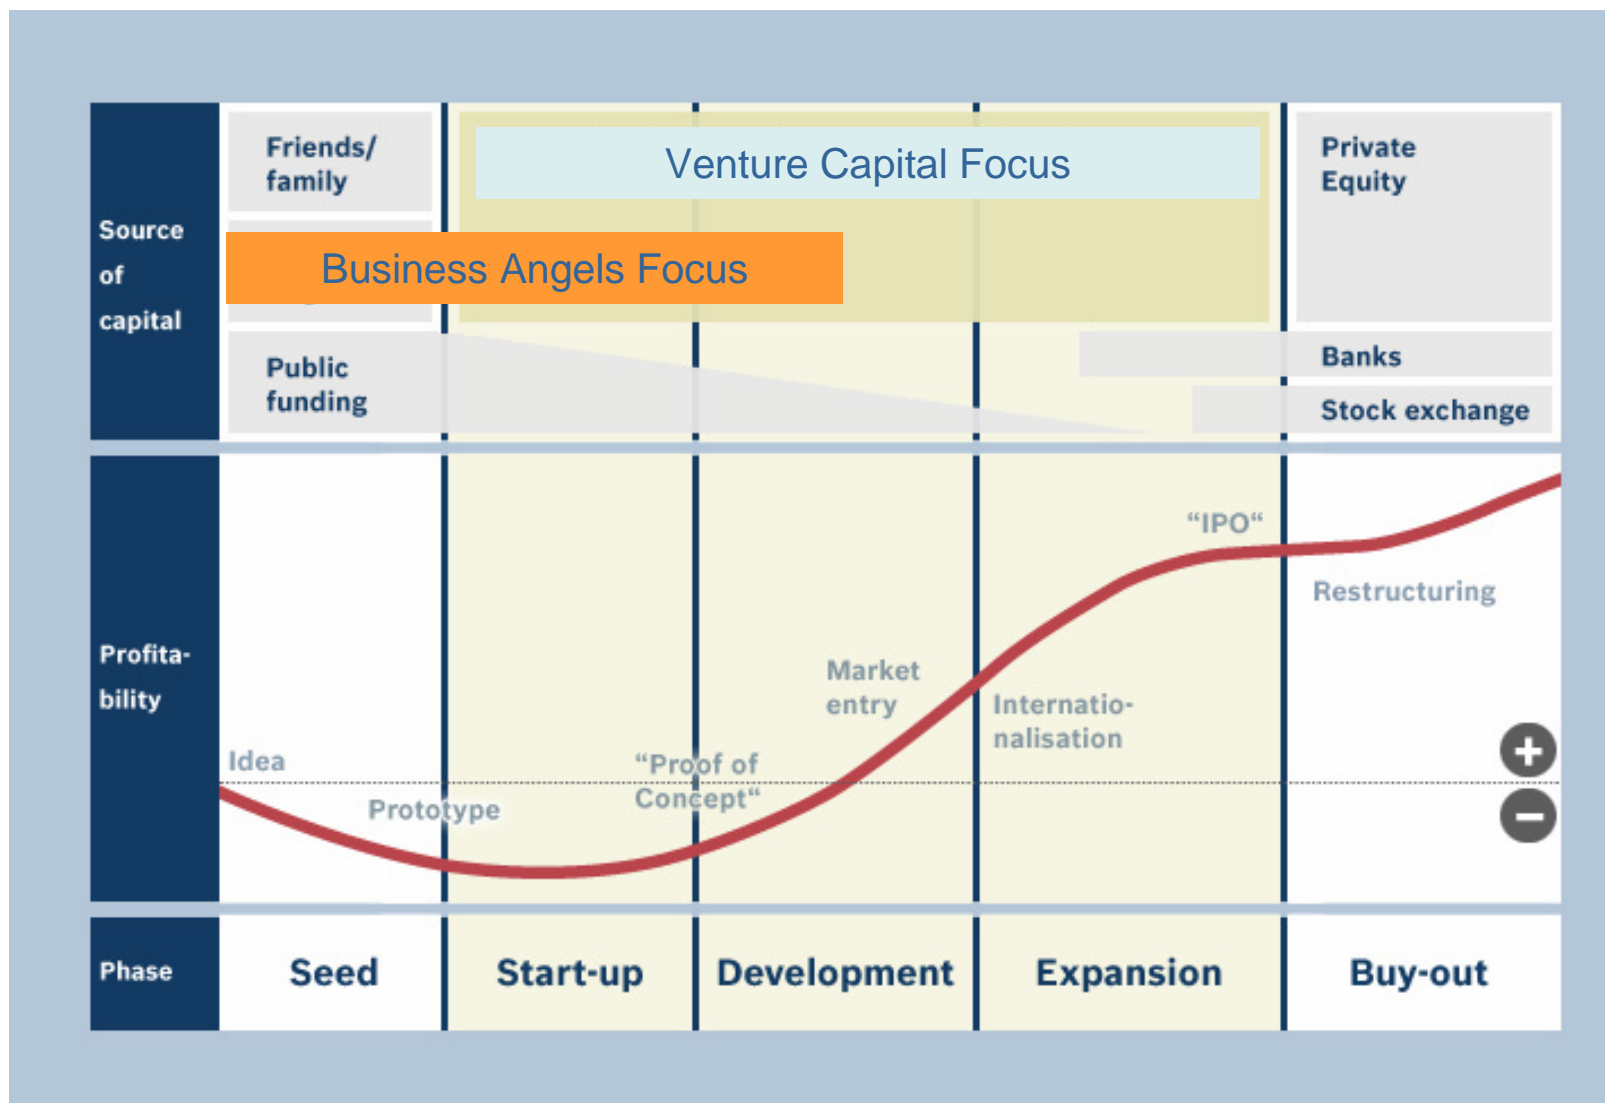 Source
of
capital
Friends/
family
Venture Capital Focus
Private
Equity
Business Angels Focus
Public
funding
Banks
Stock exchange
Profita-
bility
Idea
Prototype
“Proof of
Concept“
Market
entry
Internatio-
nalisation
“IPO“
Restructuring
+
−
Phase
Seed
Start-up
Development
Expansion
Buy-out